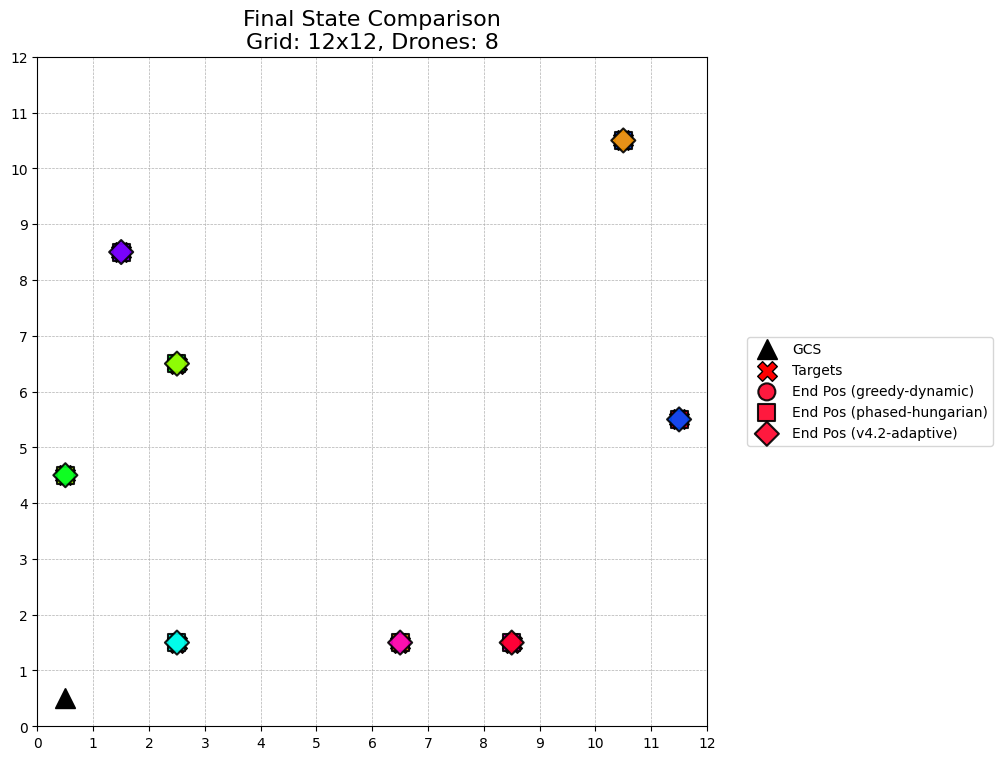 Final State Comparison
Grid: 12x12, Drones: 8
12
11
10
9
8
7
6
5
4
3
2
1
0
0 1 2 3 4 5 6 7 8 9 10 11 12
GCS
Targets
End Pos (greedy-dynamic)
End Pos (phased-hungarian)
End Pos (v4.2-adaptive)